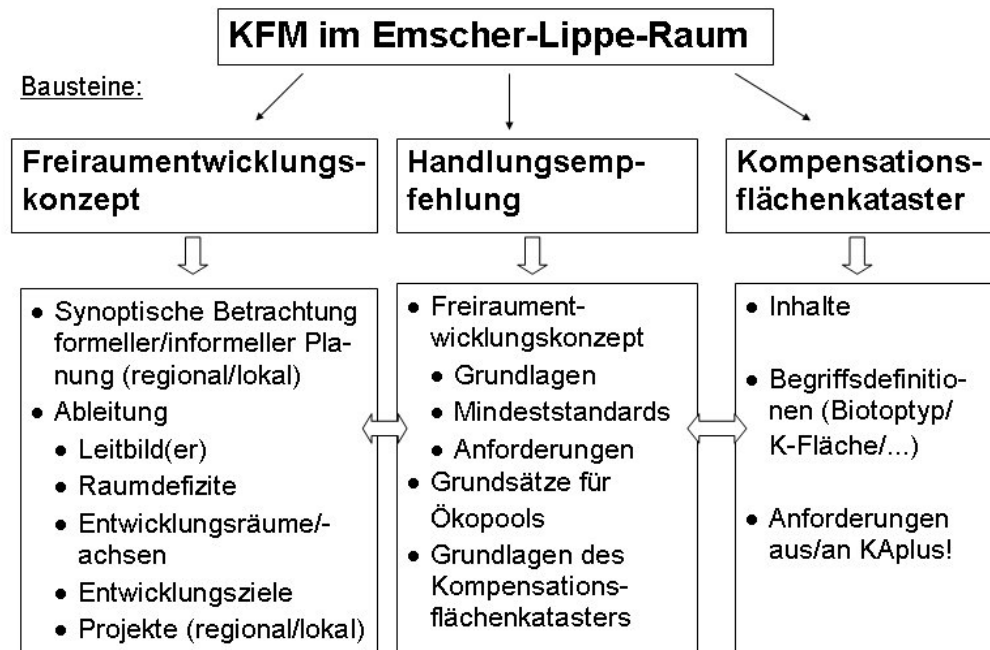 KFM im Emscher-Lippe-Raum
Bausteine:
Freiraumentwicklungs-
konzept
Handlungsemp-
fehlung
Kompensations-
flächenkataster
• Synoptische Betrachtung
formeller/informeller Pla-
nung (regional/lokal)
• Ableitung
• Leitbild(er)
• Raumdefizite
• Entwicklungsräume/-
achsen
• Entwicklungsziele
• Projekte (regional/lokal)
• Freiraument-
wicklungskonzept
• Grundlagen
• Mindeststandards
• Anforderungen
• Grundsätze für
Ökopools
• Grundlagen des
Kompensations-
flächenkatasters
• Inhalte
• Begriffsdefinitio-
nen (Biotoptyp/
K-Fläche/...)
• Anforderungen
aus/an KAplus!